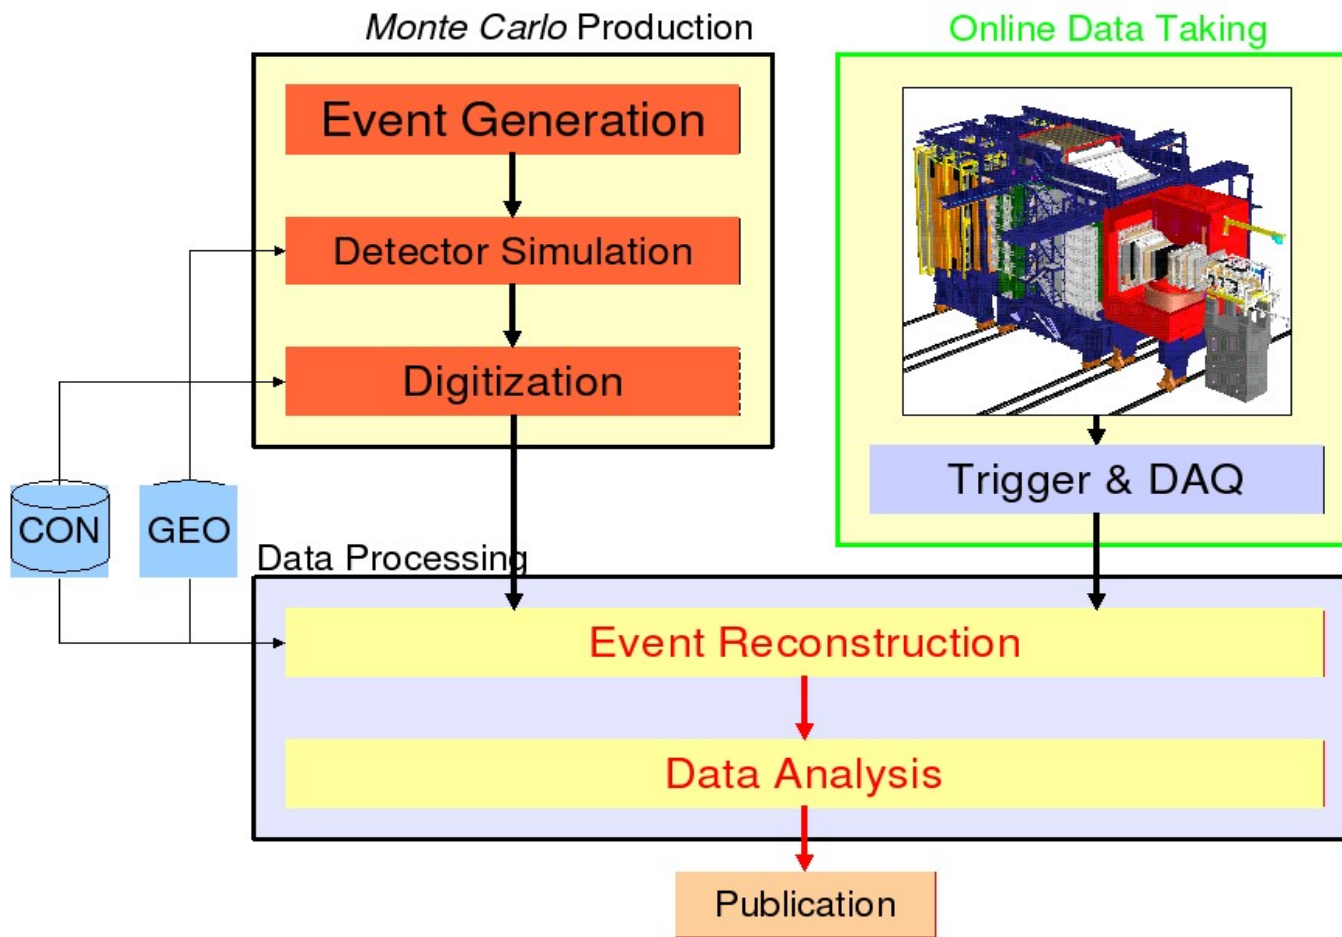 Monte Carlo Production
Online Data Taking
Event Generation
Detector Simulation
Digitization
Trigger & DAQ
CON
GEO
Data Processing
Event Reconstruction
Data Analysis
Publication